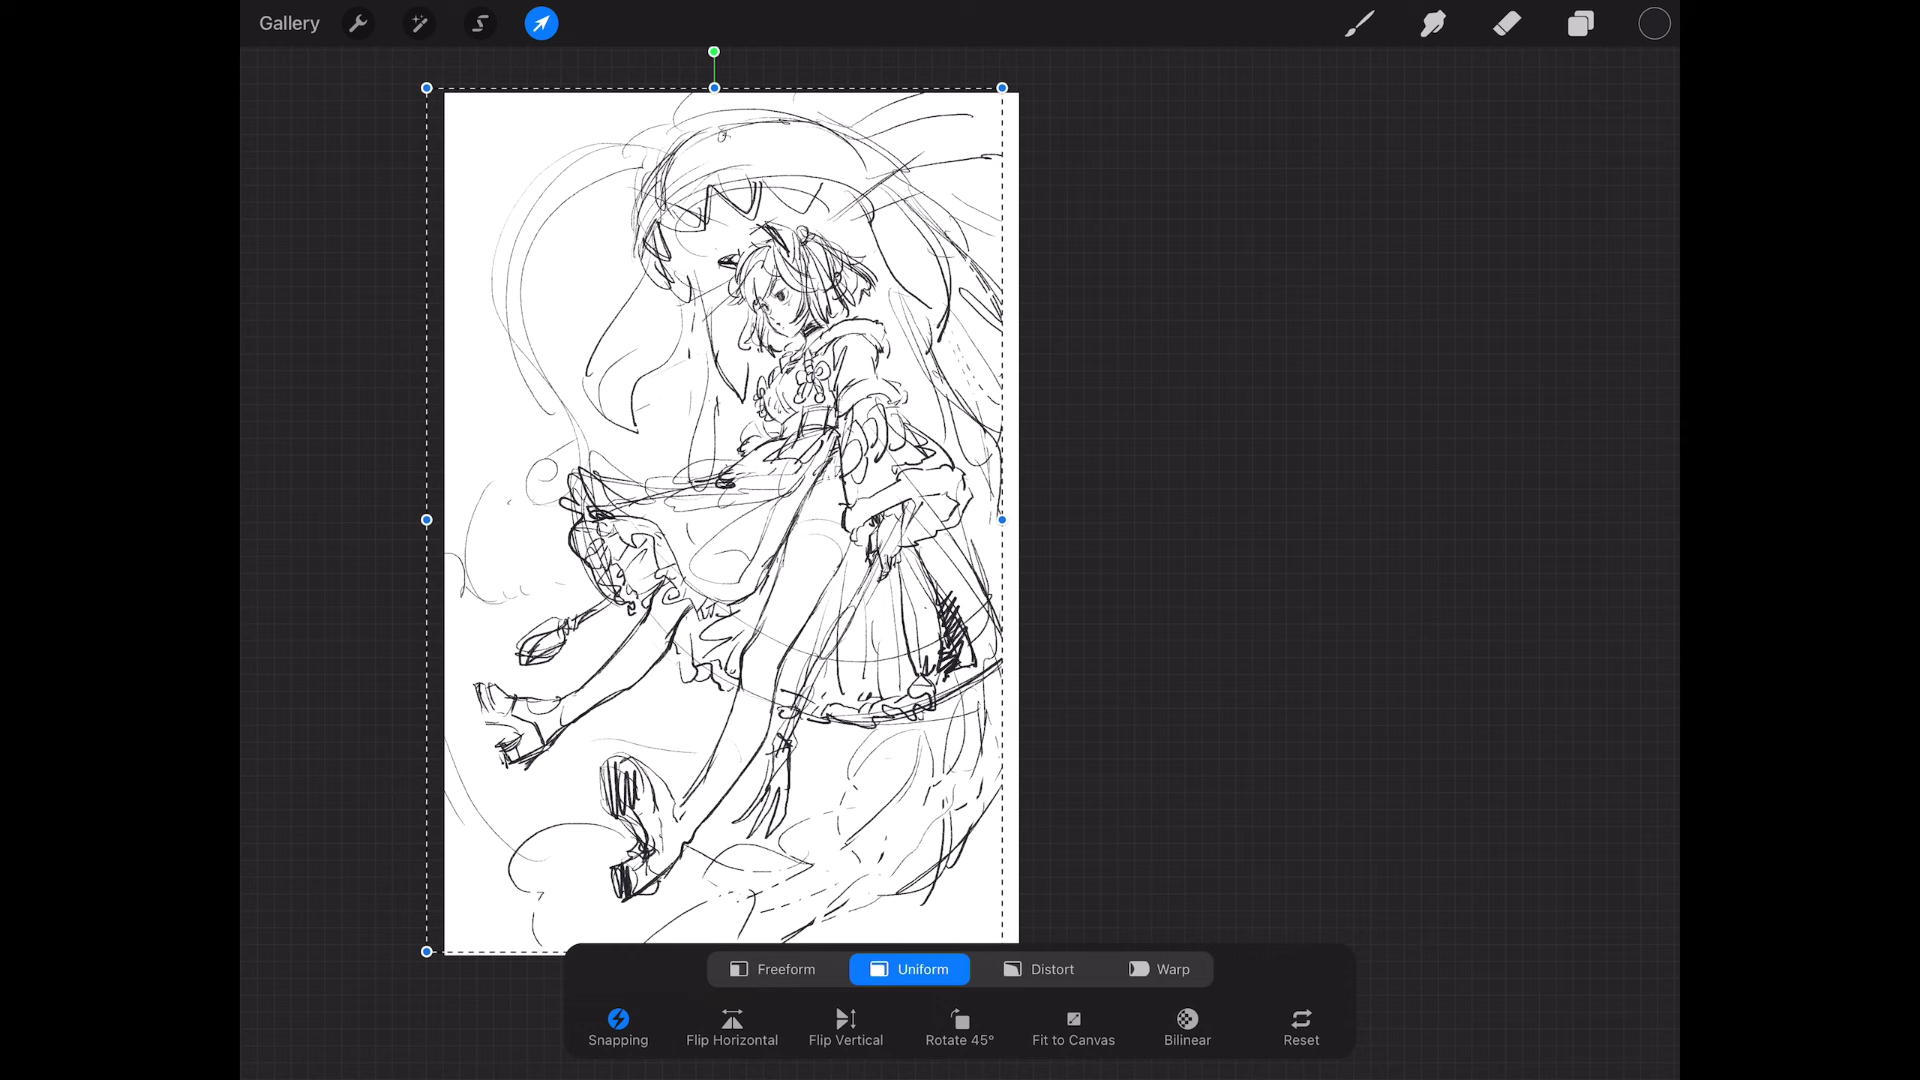 Gallery
Freeform Uniform Distort Warp
Snapping Flip Horizontal Flip Vertical Rotate 45° Fit to Canvas Bilinear Reset